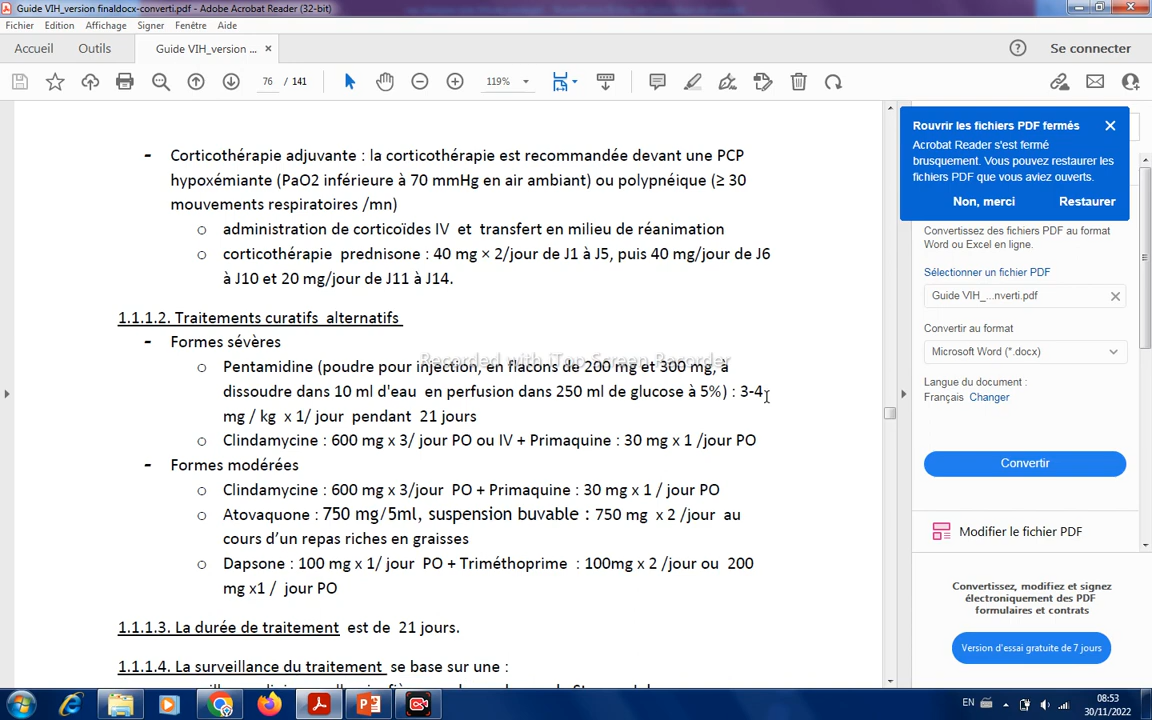 Guide VIH_version finaldocx-converti.pdf - Adobe Acrobat Reader (32-bit)
Fichier Edition Affichage Signer Fenêtre Aide
Accueil Outils Guide VIH_version ... × Se connecter
76 / 141 119%
- Corticothérapie adjuvante : la corticothérapie est recommandée devant une PCP
hypoxémiante (PaO2 inférieure à 70 mmHg en air ambiant) ou polypnéique (≥ 30
mouvements respiratoires /mn)
o administration de corticoïdes IV et transfert en milieu de réanimation
o corticothérapie prednisone : 40 mg × 2/jour de J1 à J5, puis 40 mg/jour de J6
à J10 et 20 mg/jour de J11 à J14.
1.1.1.2. Traitements curatifs alternatifs
- Formes sévères
o Pentamidine (poudre pour injection, en flacons de 200 mg et 300 mg, à
dissoudre dans 10 ml d'eau en perfusion dans 250 ml de glucose à 5%) : 3-4
mg / kg x 1/ jour pendant 21 jours
o Clindamycine : 600 mg x 3/ jour PO ou IV + Primaquine : 30 mg x 1 /jour PO
- Formes modérées
o Clindamycine : 600 mg x 3/jour PO + Primaquine : 30 mg x 1 / jour PO
o Atovaquone : 750 mg/5ml, suspension buvable : 750 mg x 2 /jour au
cours d’un repas riches en graisses
o Dapsone : 100 mg x 1/ jour PO + Triméthoprime : 100mg x 2 /jour ou 200
mg x1 / jour PO
1.1.1.3. La durée de traitement est de 21 jours.
1.1.1.4. La surveillance du traitement se base sur une :
Recorded with iTop Screen Recorder
Rouvrir les fichiers PDF fermés
Acrobat Reader s'est fermé
brusquement. Vous pouvez restaurer les
fichiers PDF que vous aviez ouverts.
Non, merci Restaurer
Convertissez des fichiers PDF au format
Word ou Excel en ligne.
Sélectionner un fichier PDF
Guide VIH_...nverti.pdf
Convertir au format
Microsoft Word (*.docx)
Langue du document :
Français Changer
Convertir
Modifier le fichier PDF
Convertissez, modifiez et signez
électroniquement des PDF
formulaires et contrats
Version d'essai gratuite de 7 jours
EN 08:53
30/11/2022